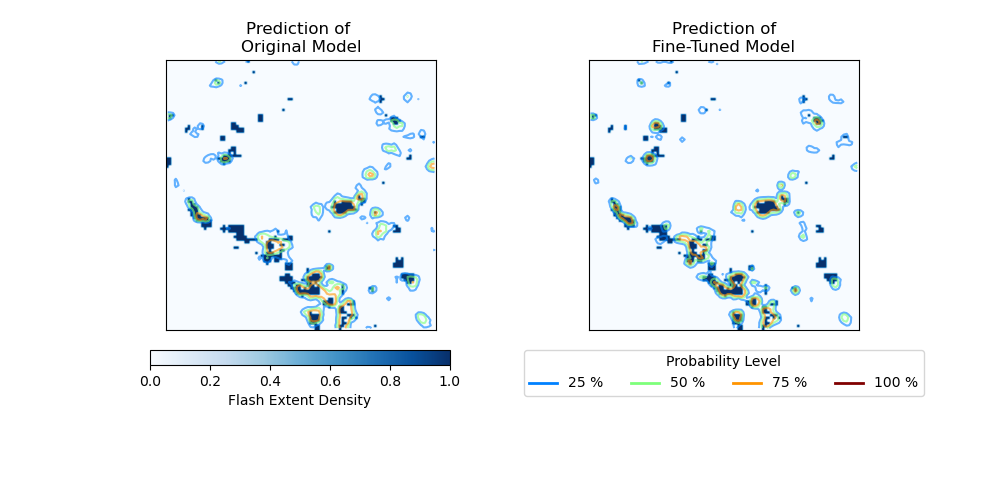 Prediction of
Original Model
Prediction of
Fine-Tuned Model
0.0 0.2 0.4 0.6 0.8 1.0
Flash Extent Density
Probability Level
25 % 50 % 75 % 100 %